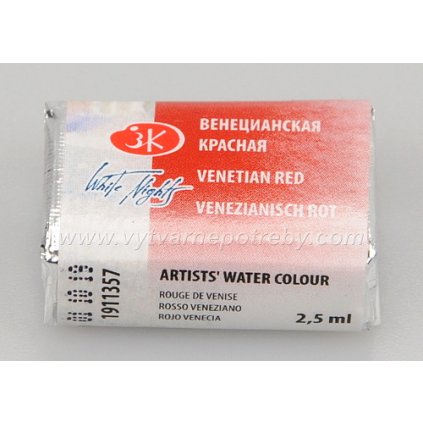 ЗК
ВЕНЕЦИАНСКАЯ
КРАСНАЯ
White Nights
VENETIAN RED
VENEZIANISCH ROT
www.vytvarnepotreby.com
ARTISTS' WATER COLOUR
ROUGE DE VENISE
ROSSO VENEZIANO
ROJO VENECIA
2,5 ml
1911357